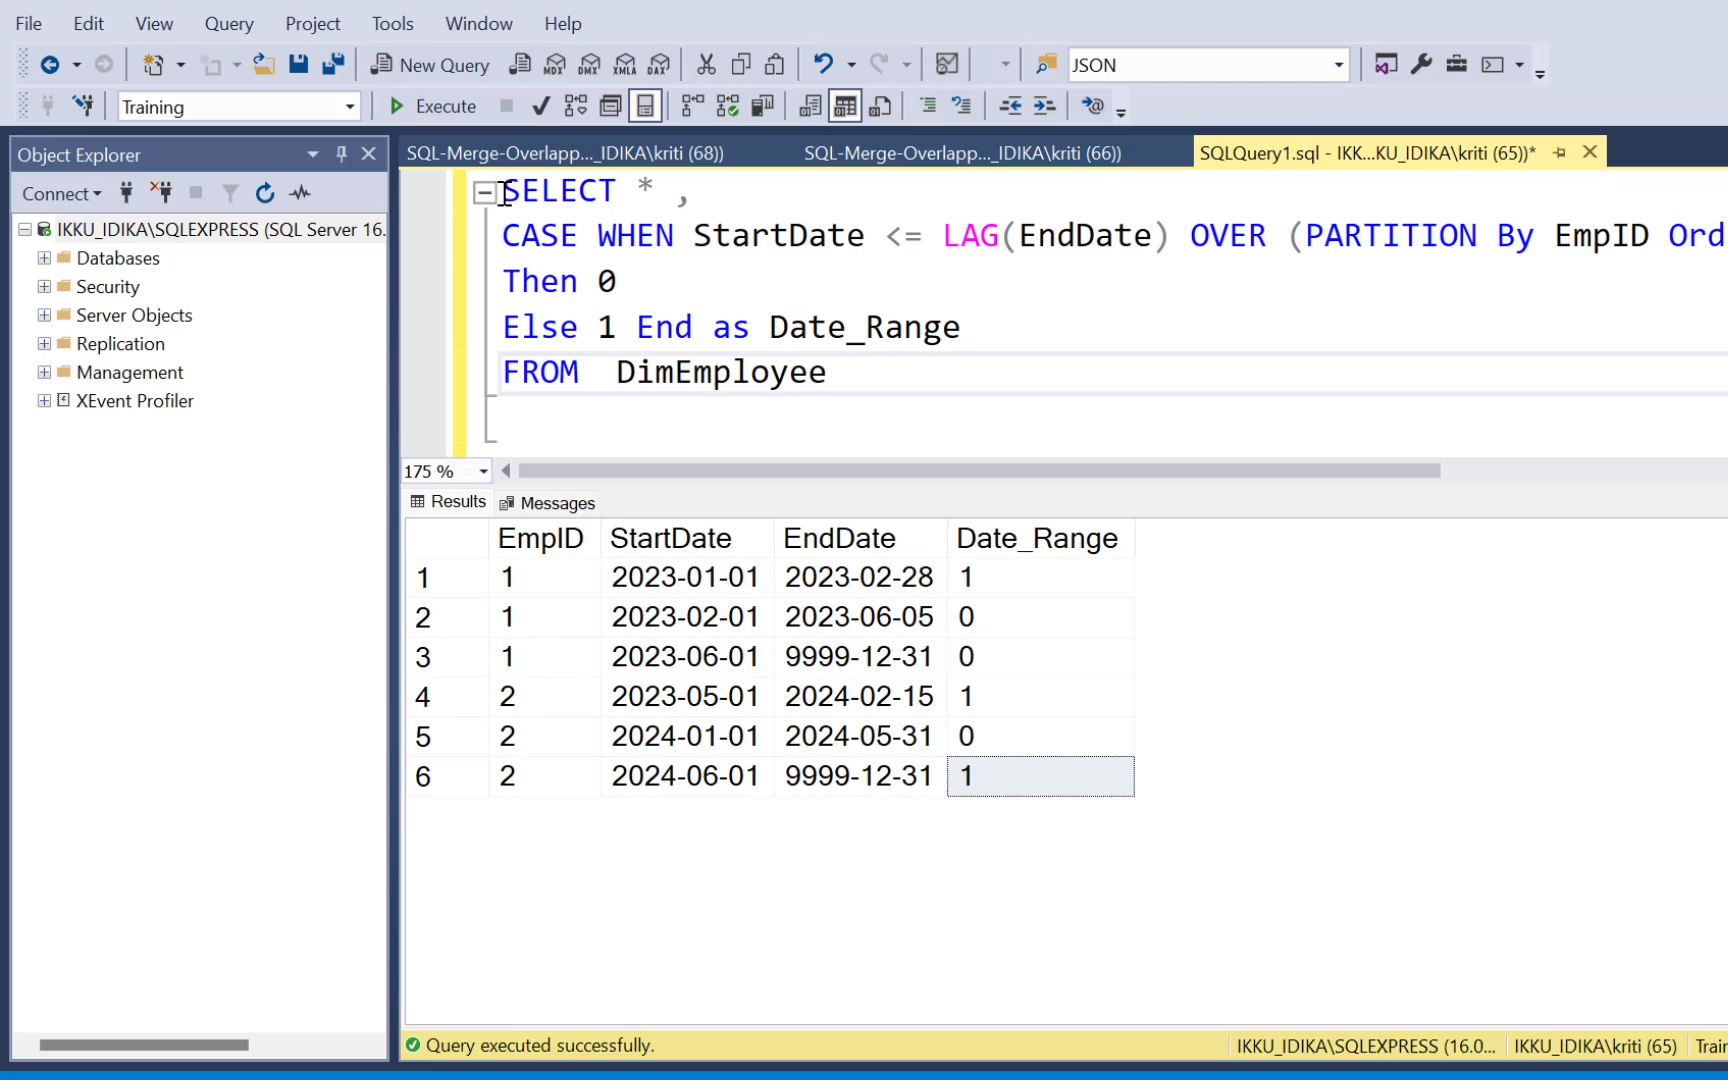 File Edit View Query Project Tools Window Help
New Query MDX DMX XMLA DAX JSON
Training Execute
Object Explorer
SQL-Merge-Overlapp..._IDIKA\kriti (68)) SQL-Merge-Overlapp..._IDIKA\kriti (66)) SQLQuery1.sql - IKK...KU_IDIKA\kriti (65))*
Connect
IKKU_IDIKA\SQLEXPRESS (SQL Server 16.
Databases
Security
Server Objects
Replication
Management
XEvent Profiler
SELECT * ,
CASE WHEN StartDate <= LAG(EndDate) OVER (PARTITION By EmpID Ord
Then 0
Else 1 End as Date_Range
FROM  DimEmployee
175 %
Results Messages
EmpID StartDate EndDate Date_Range
1 1 2023-01-01 2023-02-28 1
2 1 2023-02-01 2023-06-05 0
3 1 2023-06-01 9999-12-31 0
4 2 2023-05-01 2024-02-15 1
5 2 2024-01-01 2024-05-31 0
6 2 2024-06-01 9999-12-31 1
Query executed successfully. IKKU_IDIKA\SQLEXPRESS (16.0... IKKU_IDIKA\kriti (65) Train